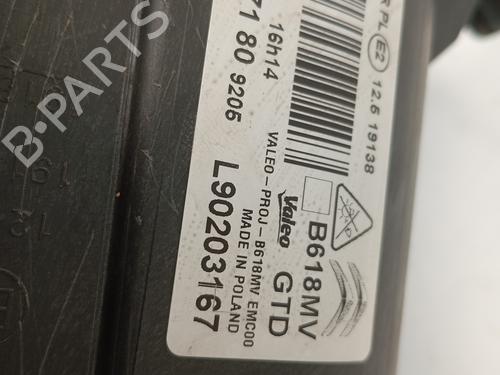 R PL E2 12.5 19138
16h14
71 80 9206
B618MV
Valeo GTD
VALEO-PROJ-B618MV EMC00
MADE IN POLAND
L90203167
B-PARTS